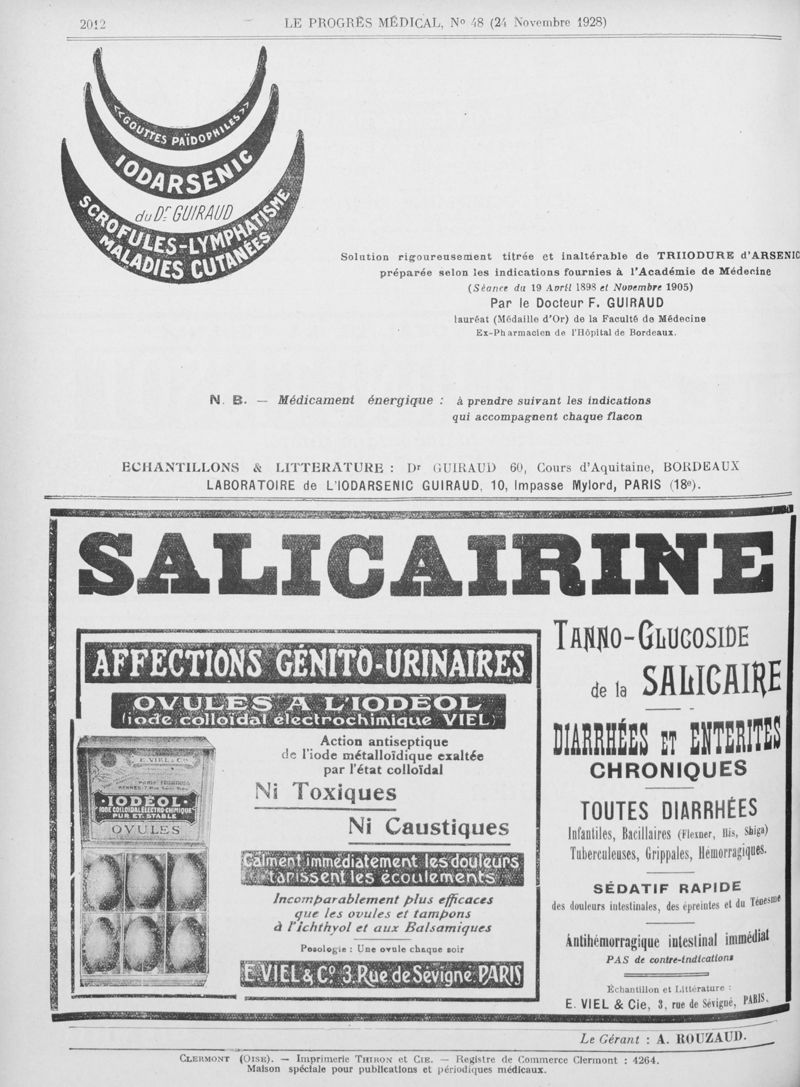 2012
LE PROGRÈS MÉDICAL, No 48 (24 Novembre 1928)
«GOUTTES PAÏDOPHILES»
IODARSENIC
du Dr GUIRAUD
SCROFULES-LYMPHATISME
MALADIES CUTANÉES
Solution rigoureusement titrée et inaltérable de TRIIODURE d'ARSENIC
préparée selon les indications fournies à l'Académie de Médecine
(Séance du 19 Avril 1898 et Novembre 1905)
Par le Docteur F. GUIRAUD
lauréat (Médaille d'Or) de la Faculté de Médecine
Ex-Pharmacien de l'Hôpital de Bordeaux.
N. B. — Médicament énergique : à prendre suivant les indications
qui accompagnent chaque flacon
ECHANTILLONS & LITTERATURE : Dr GUIRAUD 60, Cours d'Aquitaine, BORDEAUX
LABORATOIRE de L'IODARSENIC GUIRAUD, 10, Impasse Mylord, PARIS (18e).
SALICAIRINE
AFFECTIONS GÉNITO-URINAIRES
OVULES A L'IODÉOL
(iode colloïdal électrochimique VIEL)
E. VIEL & Co
RENNES
IODÉOL
IODE COLLOÏDAL ÉLECTRO-CHIMIQUE
PUR ET STABLE
OVULES
Action antiseptique
de l'iode métalloïdique exaltée
par l'état colloïdal
Ni Toxiques
Ni Caustiques
Calment immédiatement les douleurs
tarissent les écoulements
Incomparablement plus efficaces
que les ovules et tampons
à l'ichthyol et aux Balsamiques
Posologie : Une ovule chaque soir
E. VIEL & Co 3. Rue de Sévigné. PARIS
TANNO-GLUCOSIDE
de la SALICAIRE
DIARRHÉES ET ENTERITES
CHRONIQUES
TOUTES DIARRHÉES
Infantiles, Bacillaires (Flexner, His, Shiga)
Tuberculeuses, Grippales, Hémorragiques.
SÉDATIF RAPIDE
des douleurs intestinales, des épreintes et du Ténesme
Antihémorragique intestinal immédiat
PAS de contre-indications
Échantillon et Littérature :
E. VIEL & Cie, 3, rue de Sévigné, PARIS.
Le Gérant : A. ROUZAUD.
CLERMONT (OISE). — Imprimerie THIRON et CIE. — Registre de Commerce Clermont : 4264.
Maison spéciale pour publications et périodiques médicaux.